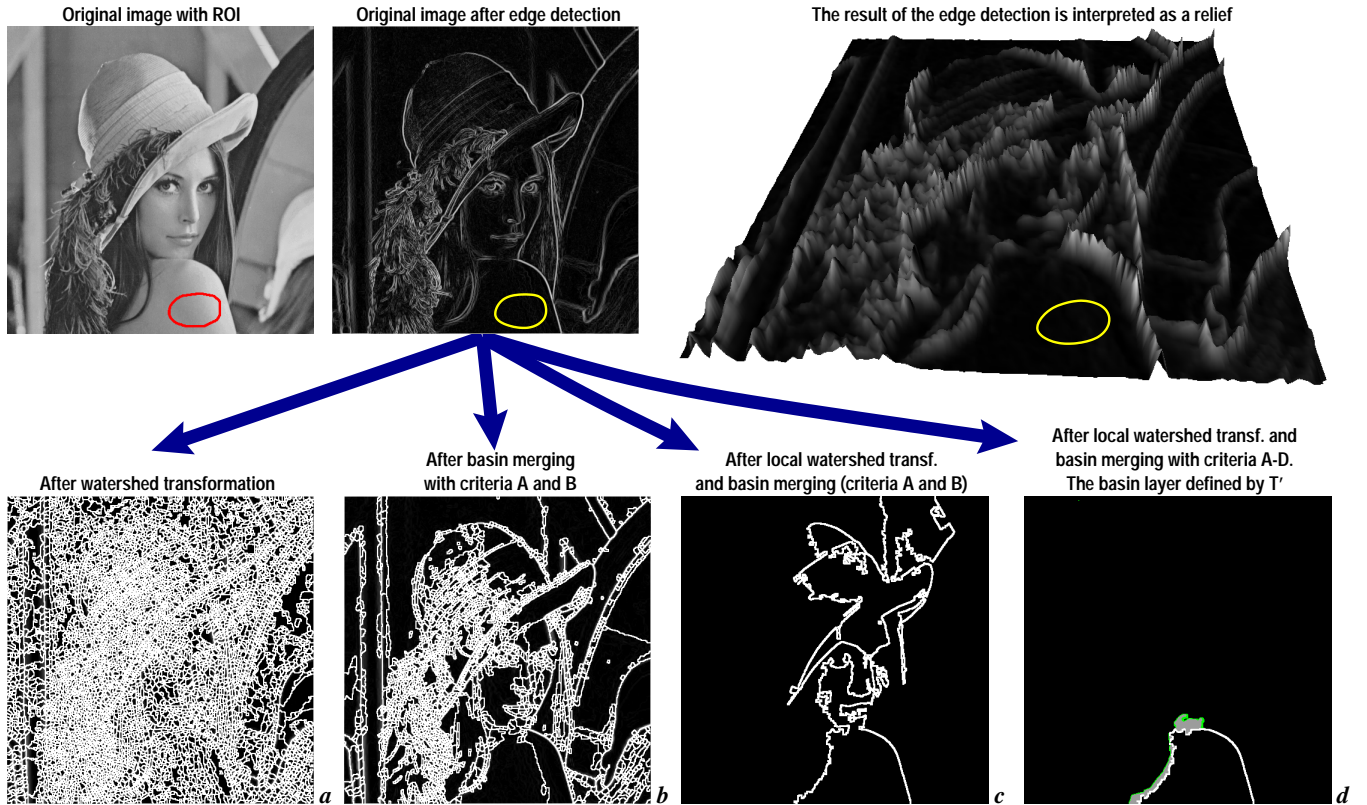 Original image with ROI
Original image after edge detection
The result of the edge detection is interpreted as a relief
After watershed transformation
After basin merging
with criteria A and B
After local watershed transf.
and basin merging (criteria A and B)
After local watershed transf. and
basin merging with criteria A-D.
The basin layer defined by T’
a
b
c
d